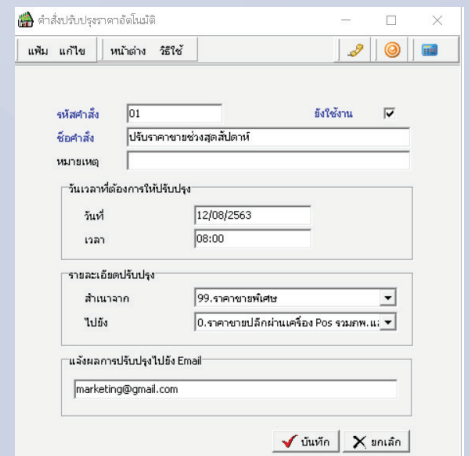 คำสั่งปรับปรุงราคาอัตโนมัติ
แฟ้ม แก้ไข หน้าต่าง วิธีใช้
รหัสคำสั่ง 01 ยังใช้งาน
ชื่อคำสั่ง ปรับราคาขายช่วงสุดสัปดาห์
หมายเหตุ
วันเวลาที่ต้องการให้ปรับปรุง
วันที่ 12/08/2563
เวลา 08:00
รายละเอียดปรับปรุง
สำเนาจาก 99.ราคาขายพิเศษ
ไปยัง 0.ราคาขายปลีกผ่านเครื่อง Pos รวมภพ.
แจ้งผลการปรับปรุงไปยัง Email
marketing@gmail.com
บันทึก ยกเลิก